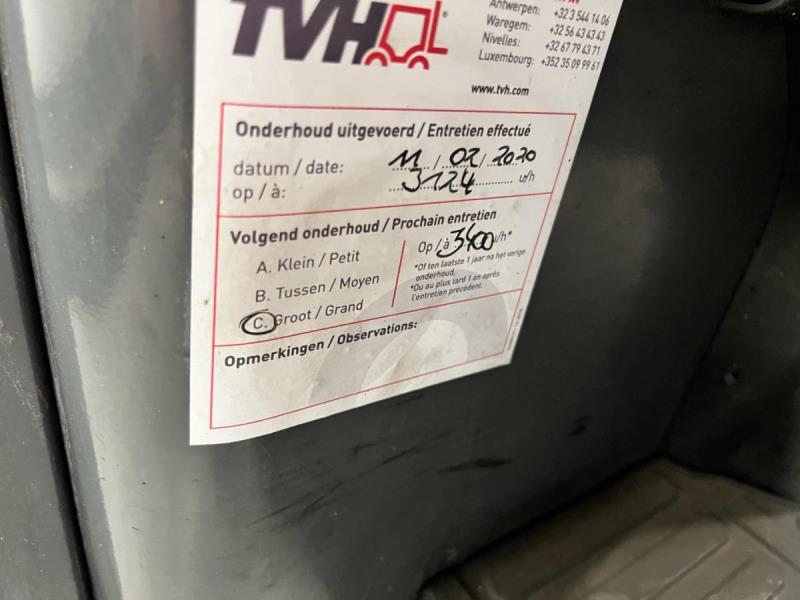 TVH
Antwerpen: +32 3 544 14 06
Waregem: +32 56 43 43 43
Nivelles: +32 67 79 43 71
Luxembourg: +352 35 09 99 61
www.tvh.com
Onderhoud uitgevoerd / Entretien effectué
datum / date: 11 / 02 / 2020
op / à: 3124 u/h
Volgend onderhoud / Prochain entretien
A. Klein / Petit
B. Tussen / Moyen
C. Groot / Grand
Op / à 3400 u/h*
*Of ten laatste 1 jaar na het vorige
onderhoud.
*Ou au plus tard 1 an après
l'entretien précédent.
Opmerkingen / Observations: